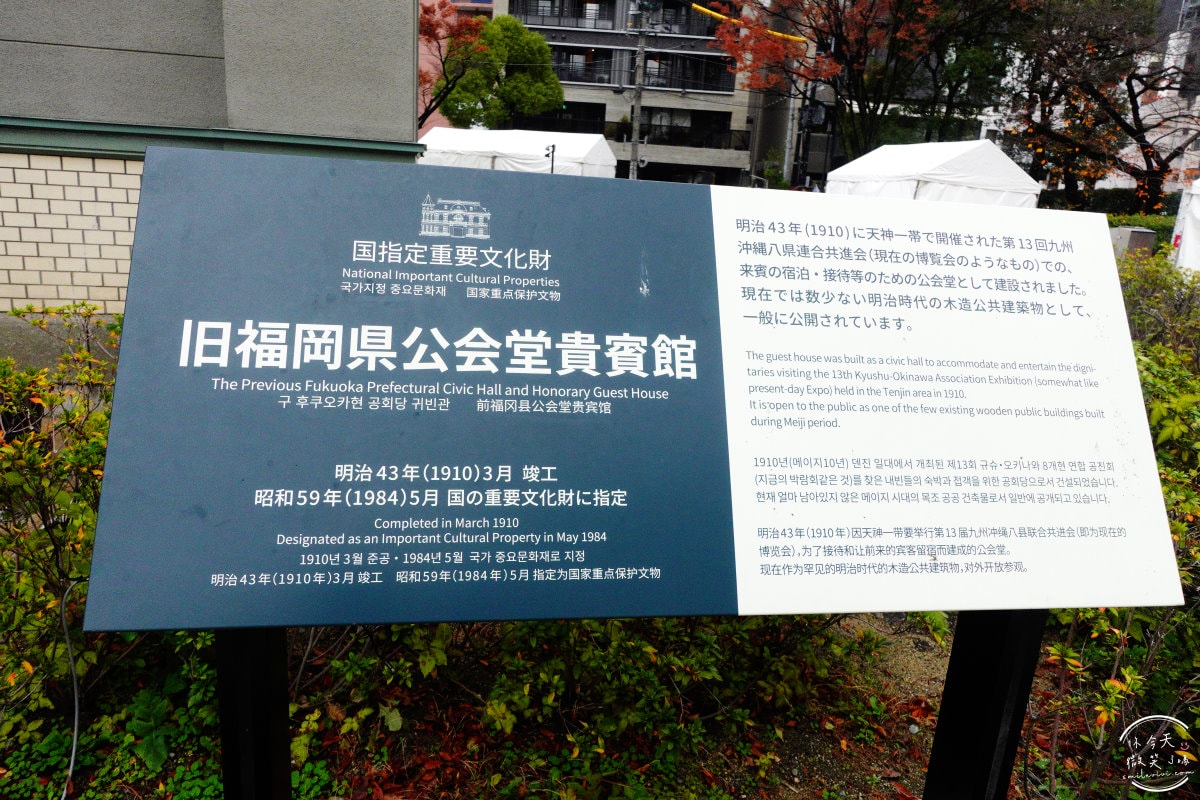 国指定重要文化財
National Important Cultural Properties
국가지정 중요문화재 国家重点保护文物
旧福岡県公会堂貴賓館
The Previous Fukuoka Prefectural Civic Hall and Honorary Guest House
구 후쿠오카현 공회당 귀빈관 前福冈县公会堂贵宾馆
明治43年(1910)3月 竣工
昭和59年(1984)5月 国の重要文化財に指定
Completed in March 1910
Designated as an Important Cultural Property in May 1984
1910년 3월 준공・1984년 5월 국가 중요문화재로 지정
明治43年(1910年)3月 竣工 昭和59年(1984年)5月 指定为国家重点保护文物
明治43年(1910)に天神一帯で開催された第13回九州
沖縄八県連合共進会(現在の博覧会のようなもの)での、
来賓の宿泊・接待等のための公会堂として建設されました。
現在では数少ない明治時代の木造公共建築物として、
一般に公開されています。
The guest house was built as a civic hall to accommodate and entertain the digni-
taries visiting the 13th Kyushu-Okinawa Association Exhibition (somewhat like
present-day Expo) held in the Tenjin area in 1910.
It is open to the public as one of the few existing wooden public buildings built
during Meiji period.
1910년(메이지10년) 덴진 일대에서 개최된 제13회 규슈·오키나와 8개현 연합 공진회
(지금의 박람회같은 것)를 찾은 내빈들의 숙박과 접객을 위한 공회당으로서 건설되었습니다.
현재 얼마 남아있지 않은 메이지 시대의 목조 공공 건축물로서 일반에 공개되고 있습니다.
明治43年(1910年)因天神一带要举行第13届九州冲绳八县联合共进会(即为现在的
博览会),为了接待和让前来的宾客留宿而建成的公会堂。
现在作为罕见的明治时代的木造公共建筑物,对外开放参观。
你今天
微笑了嗎
smilevivi.com